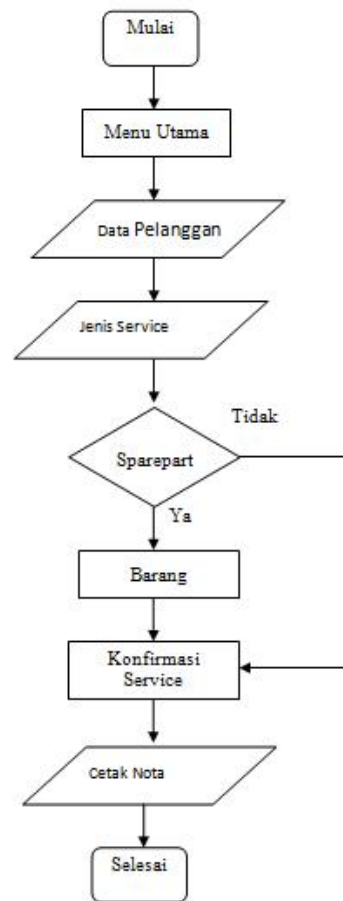 Mulai
Menu Utama
Data Pelanggan
Jenis Service
Tidak
Sparepart
Ya
Barang
Konfirmasi
Service
Cetak Nota
Selesai